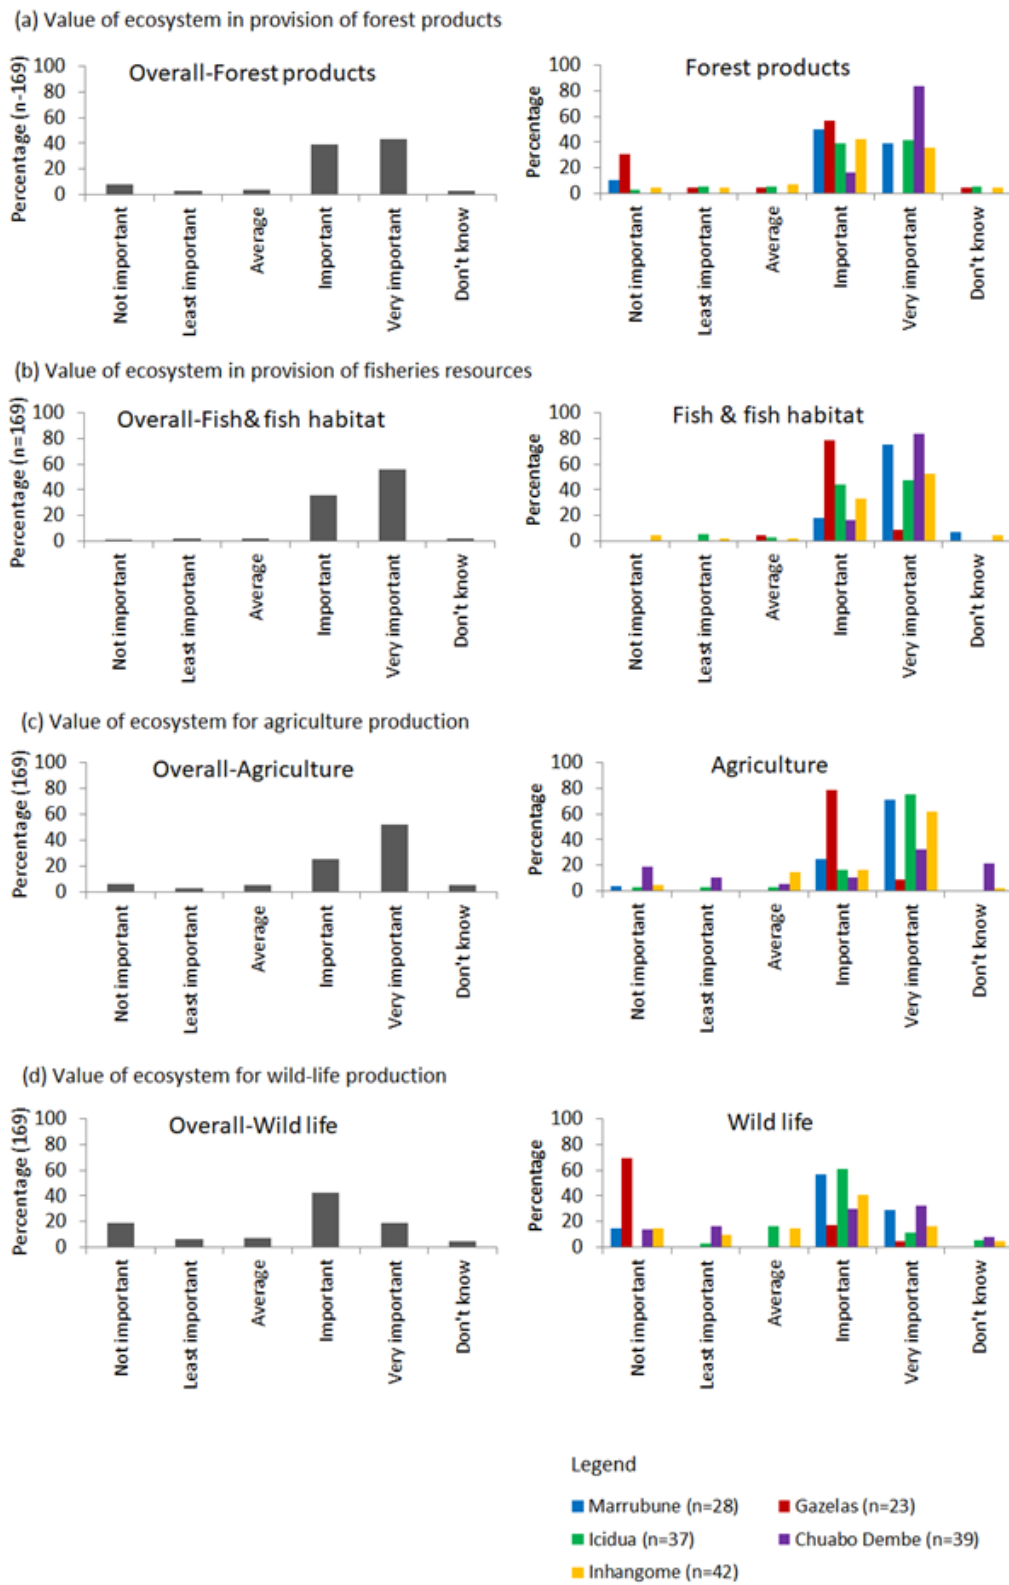 (a) Value of ecosystem in provision of forest products
Overall-Forest products
Percentage (n-169)
100
80
60
40
20
0
Not important
Least important
Average
Important
Very important
Don't know
Forest products
Percentage
100
80
60
40
20
0
Not important
Least important
Average
Important
Very important
Don't know
(b) Value of ecosystem in provision of fisheries resources
Overall-Fish& fish habitat
Percentage (n=169)
100
80
60
40
20
0
Not important
Least important
Average
Important
Very important
Don't know
Fish & fish habitat
Percentage
100
80
60
40
20
0
Not important
Least important
Average
Important
Very important
Don't know
(c) Value of ecosystem for agriculture production
Overall-Agriculture
Percentage (169)
100
80
60
40
20
0
Not important
Least important
Average
Important
Very important
Don't know
Agriculture
Percentage
100
80
60
40
20
0
Not important
Least important
Average
Important
Very important
Don't know
(d) Value of ecosystem for wild-life production
Overall-Wild life
Percentage (169)
100
80
60
40
20
0
Not important
Least important
Average
Important
Very important
Don't know
Wild life
Percentage
100
80
60
40
20
0
Not important
Least important
Average
Important
Very important
Don't know
Legend
Marrubune (n=28)
Gazelas (n=23)
Icidua (n=37)
Chuabo Dembe (n=39)
Inhangome (n=42)